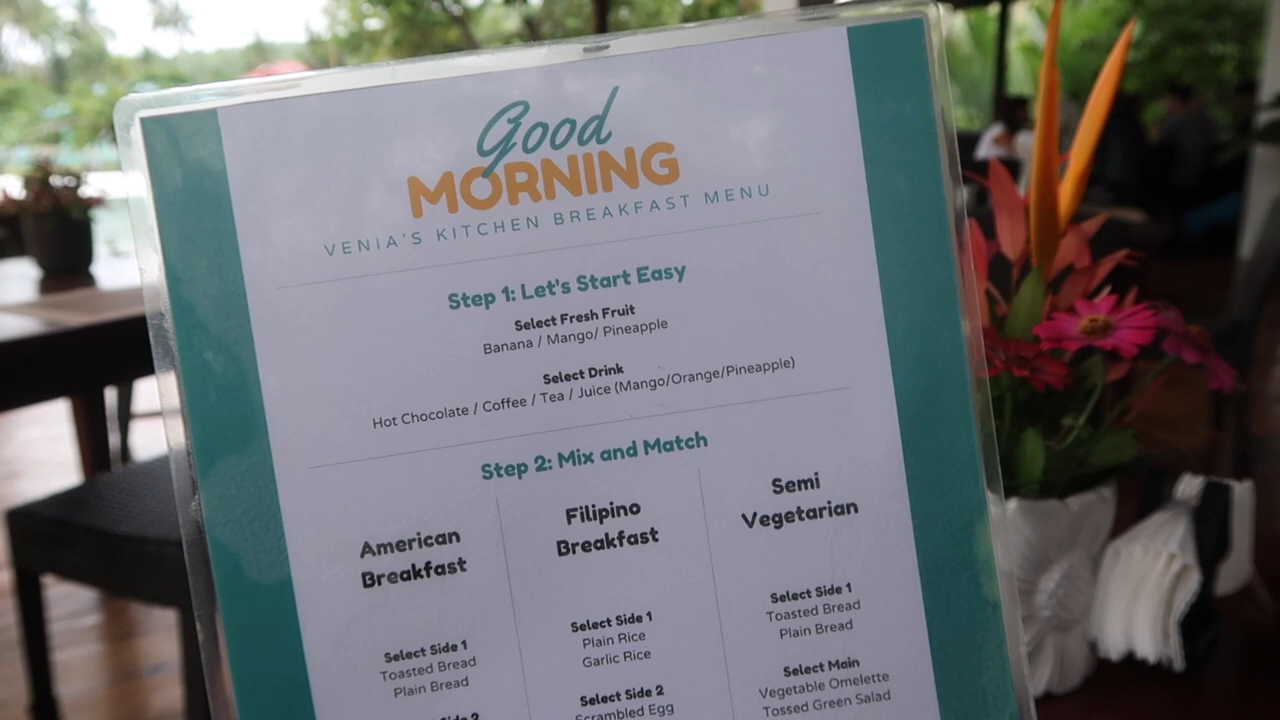 Good
MORNING
VENIA'S KITCHEN BREAKFAST MENU
Step 1: Let's Start Easy
Select Fresh Fruit
Banana / Mango/ Pineapple
Select Drink
Hot Chocolate / Coffee / Tea / Juice (Mango/Orange/Pineapple)
Step 2: Mix and Match
American
Breakfast
Select Side 1
Toasted Bread
Plain Bread
Side 2
Filipino
Breakfast
Select Side 1
Plain Rice
Garlic Rice
Select Side 2
Scrambled Egg
Semi
Vegetarian
Select Side 1
Toasted Bread
Plain Bread
Select Main
Vegetable Omelette
Tossed Green Salad